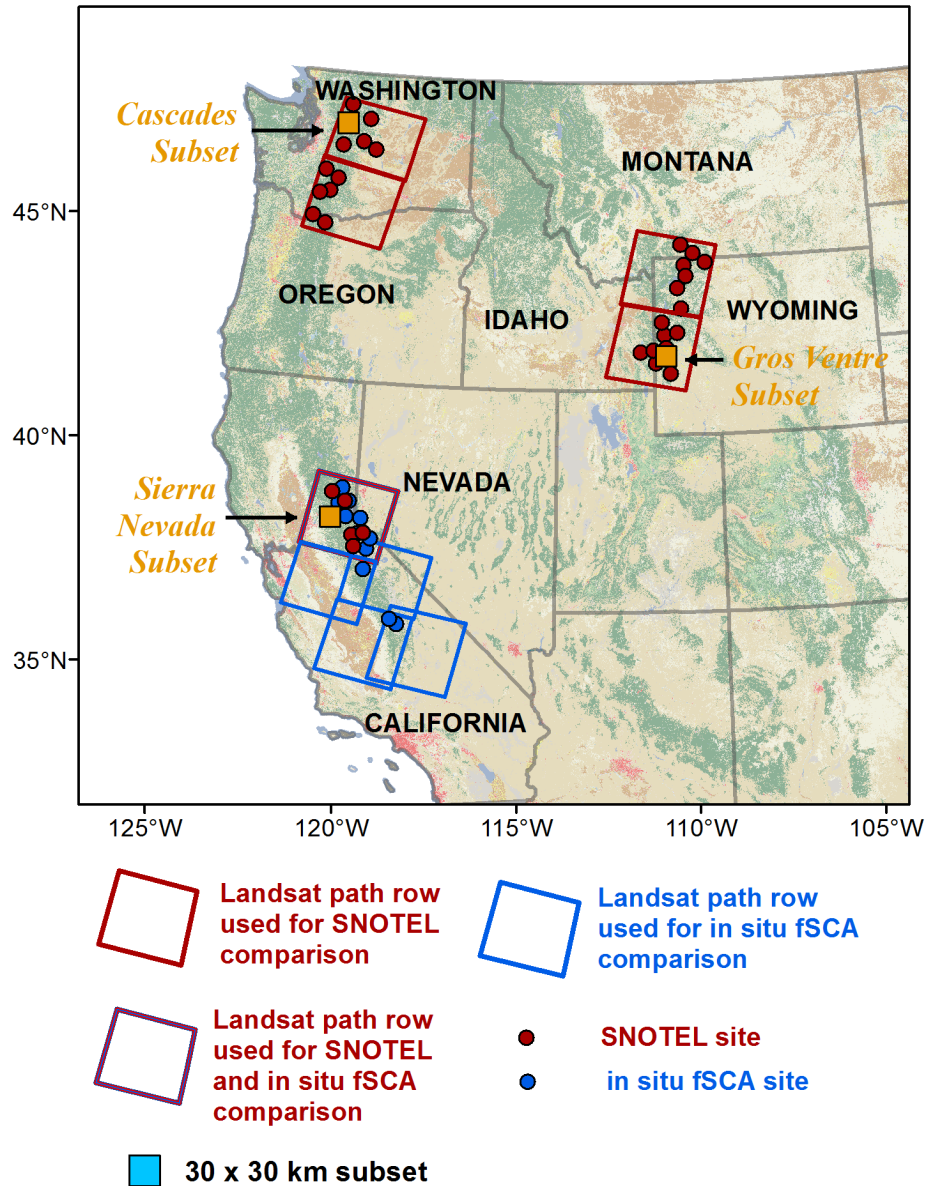 WASHINGTON
Cascades
Subset
MONTANA
45°N
OREGON
IDAHO
WYOMING
Gros Ventre
Subset
40°N
Sierra
Nevada
Subset
NEVADA
35°N
CALIFORNIA
125°W 120°W 115°W 110°W 105°W
Landsat path row
used for SNOTEL
comparison
Landsat path row
used for in situ fSCA
comparison
Landsat path row
used for SNOTEL
and in situ fSCA
comparison
SNOTEL site
in situ fSCA site
30 x 30 km subset